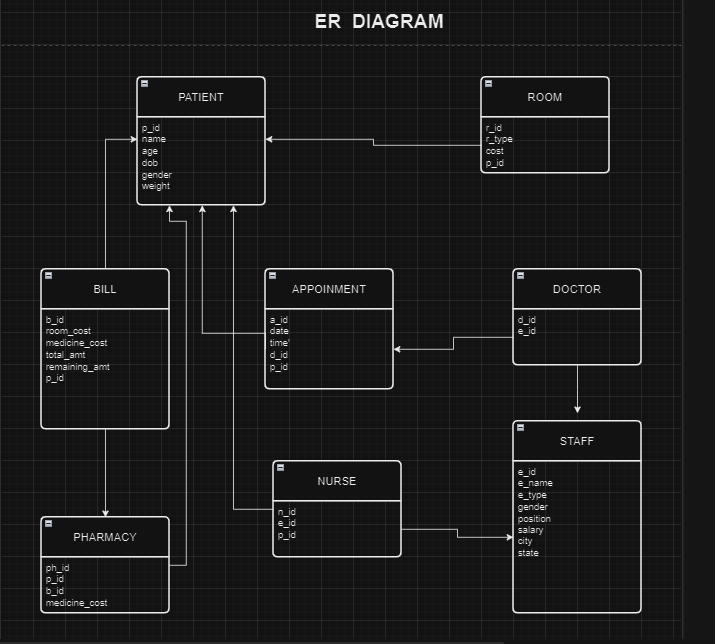 ER DIAGRAM
PATIENT
p_id
name
age
dob
gender
weight
ROOM
r_id
r_type
cost
p_id
BILL
b_id
room_cost
medicine_cost
total_amt
remaining_amt
p_id
APPOINMENT
a_id
date
time'
d_id
p_id
DOCTOR
d_id
e_id
STAFF
e_id
e_name
e_type
gender
position
salary
city
state
NURSE
n_id
e_id
p_id
PHARMACY
ph_id
p_id
b_id
medicine_cost